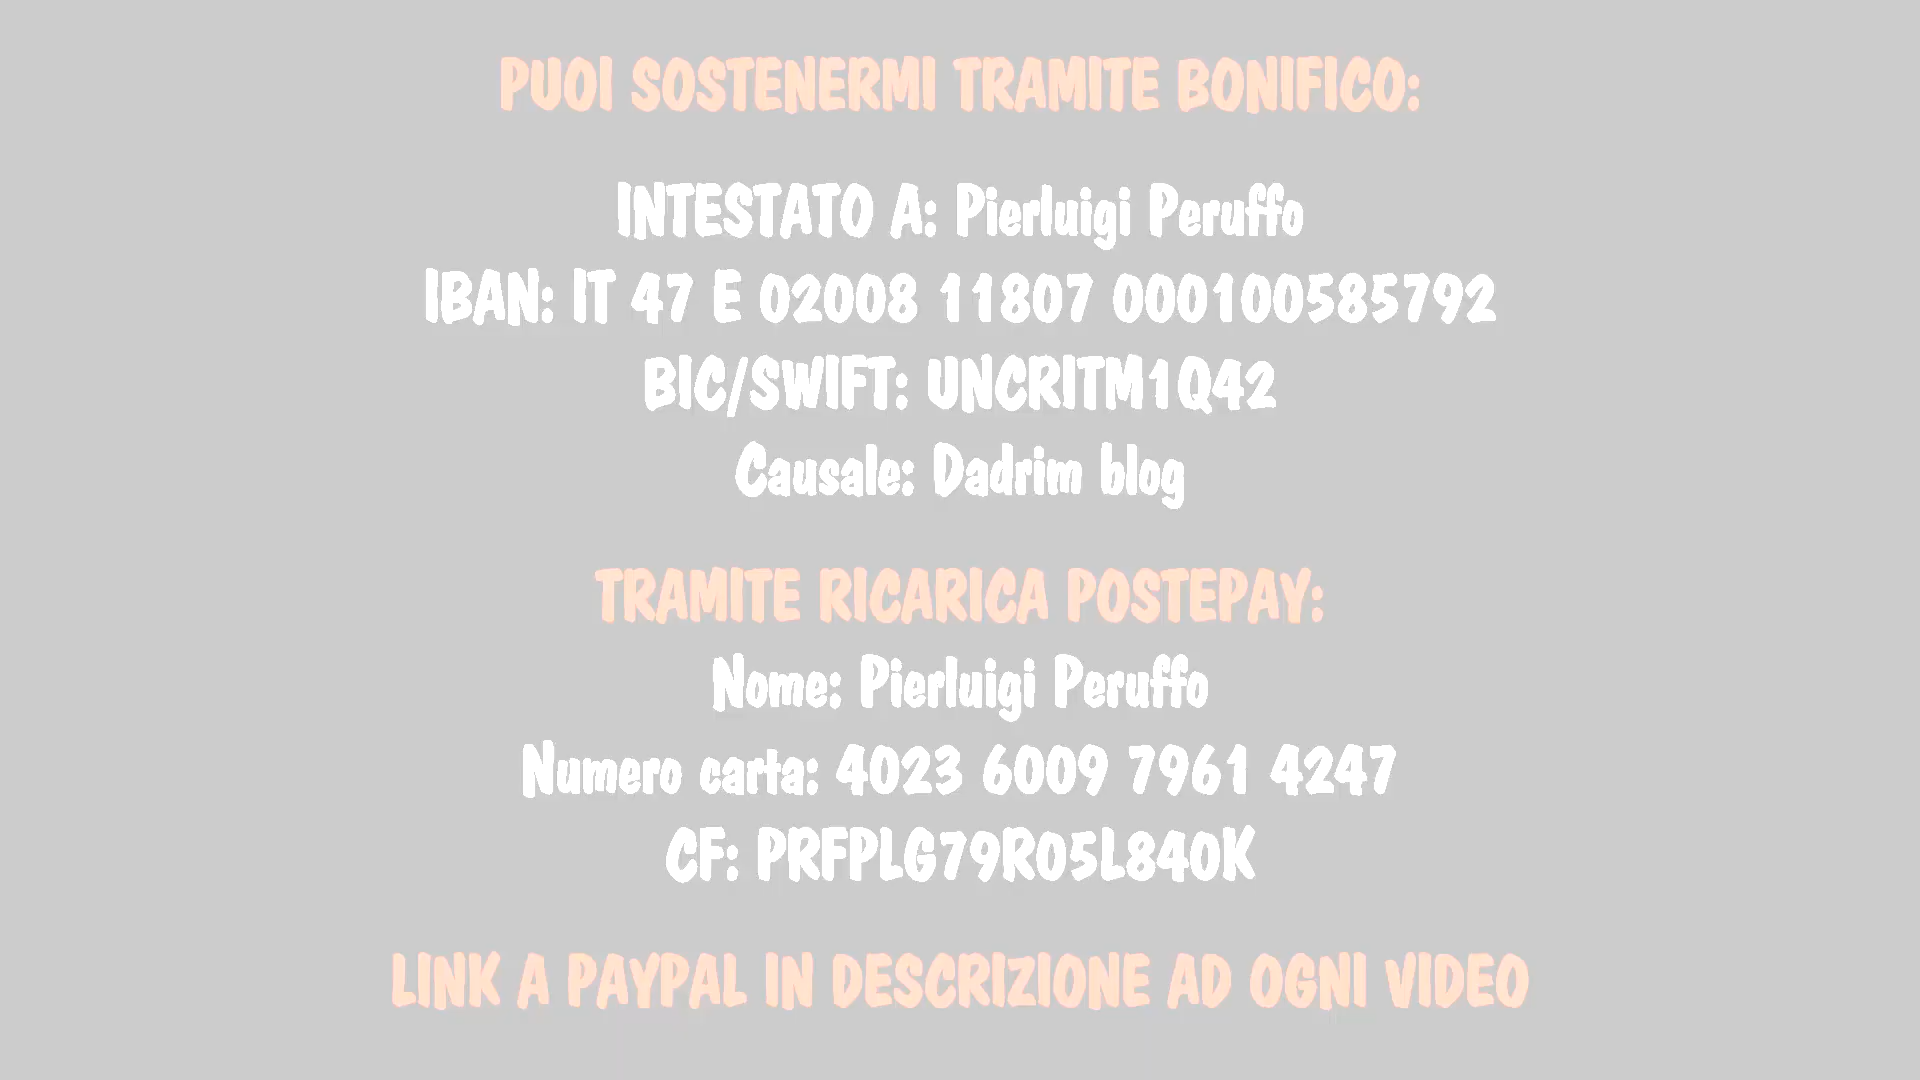 PUOI SOSTENERMI TRAMITE BONIFICO:
INTESTATO A: Pierluigi Peruffo
IBAN: IT 47 E 02008 11807 000100585792
BIC/SWIFT: UNCRITM1Q42
Causale: Dadrim blog
TRAMITE RICARICA POSTEPAY:
Nome: Pierluigi Peruffo
Numero carta: 4023 6009 7961 4247
CF: PRFPLG79R05L840K
LINK A PAYPAL IN DESCRIZIONE AD OGNI VIDEO